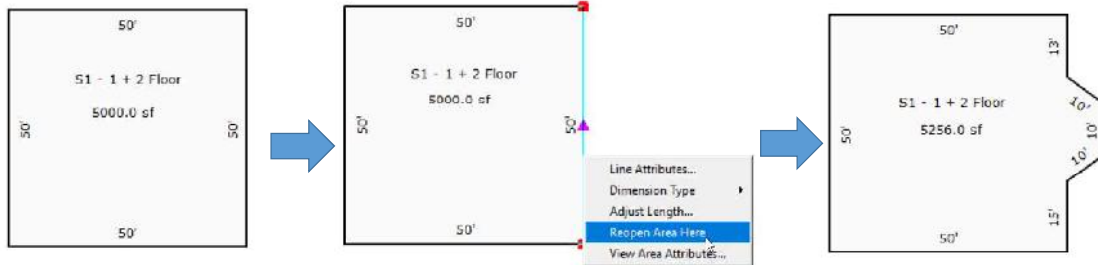 50'
S1 - 1 + 2 Floor
5000.0 sf
50'
50'
50'
50'
S1 - 1 + 2 Floor
5000.0 sf
50'
50'
50'
Line Attributes...
Dimension Type
Adjust Length...
Reopen Area Here
View Area Attributes...
50'
13'
S1 - 1 + 2 Floor
5256.0 sf
50'
10'
10'
10'
15'
50'